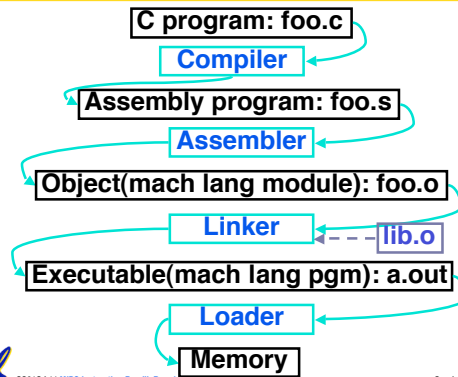 C program: foo.c
Compiler
Assembly program: foo.s
Assembler
Object(mach lang module): foo.o
Linker
lib.o
Executable(mach lang pgm): a.out
Loader
Memory